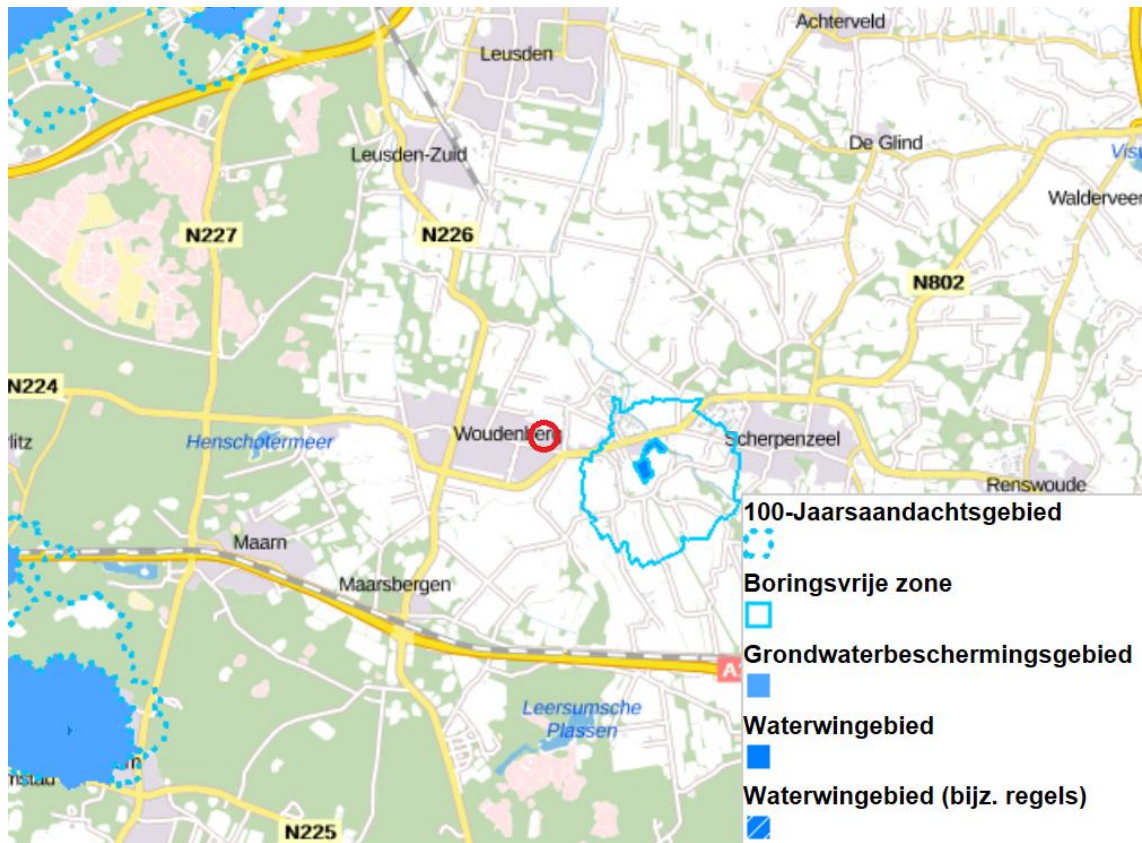 Achterveld
Leusden
De Glind
Leusden-Zuid
Walderveen
N227
N226
N802
N224
Woudenberg
Henschotermeer
Scherpenzeel
Renswoude
100-Jaarsaandachtsgebied
Maarn
Boringsvrije zone
Maarsbergen
Grondwaterbeschermingsgebied
Leersumsche
Plassen
Waterwingebied
Waterwingebied (bijz. regels)
N225